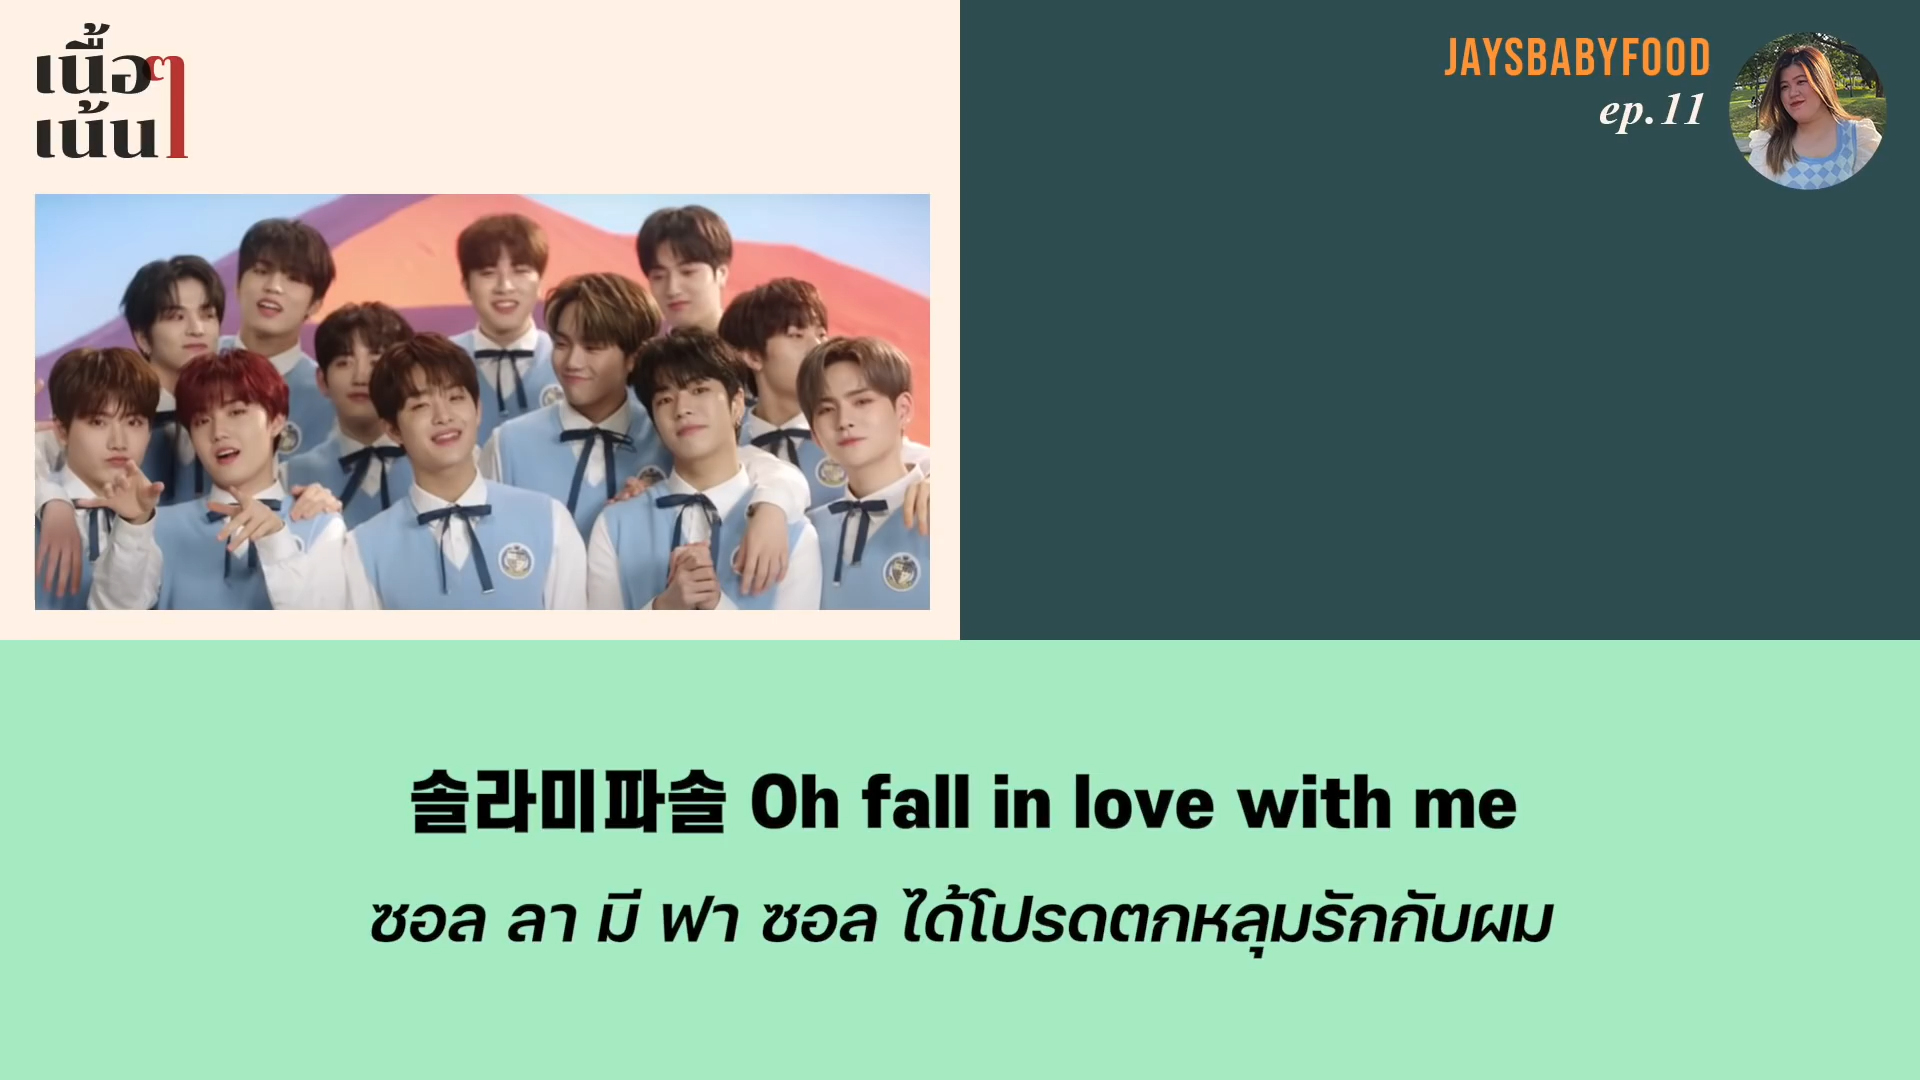 เนื้อๆ
เน้นๆ
JAYSBABYFOOD
ep.11
솔라미파솔 Oh fall in love with me
ซอล ลา มี ฟา ซอล ได้โปรดตกหลุมรักกับผม